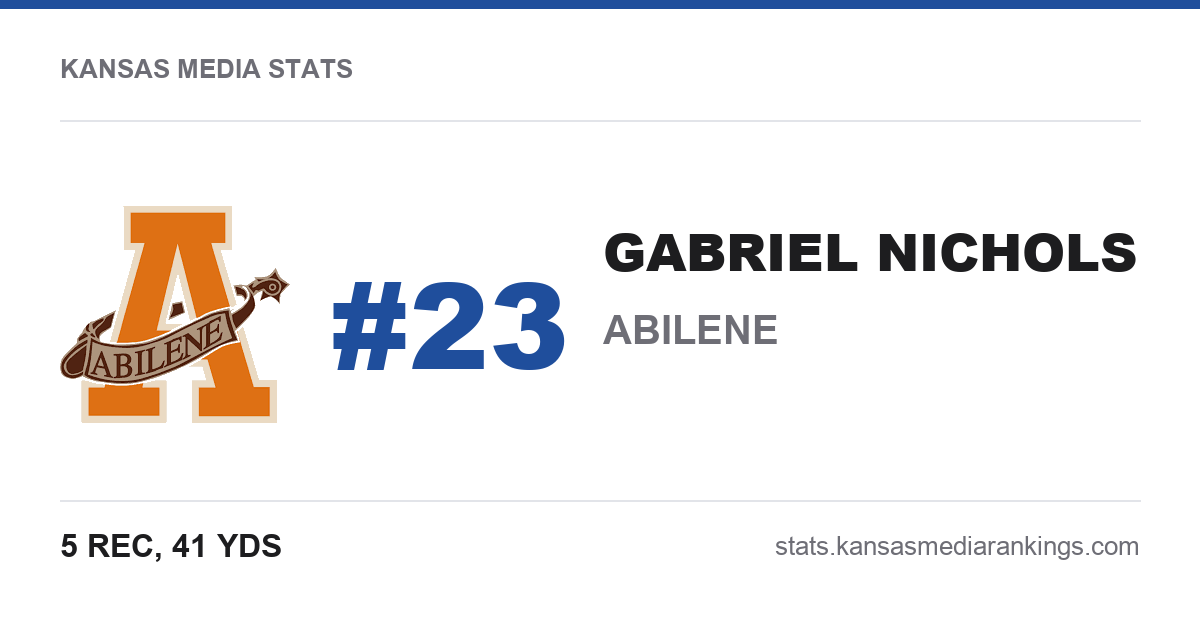 KANSAS MEDIA STATS
ABILENE
#23
GABRIEL NICHOLS
ABILENE
5 REC, 41 YDS
stats.kansasmediarankings.com